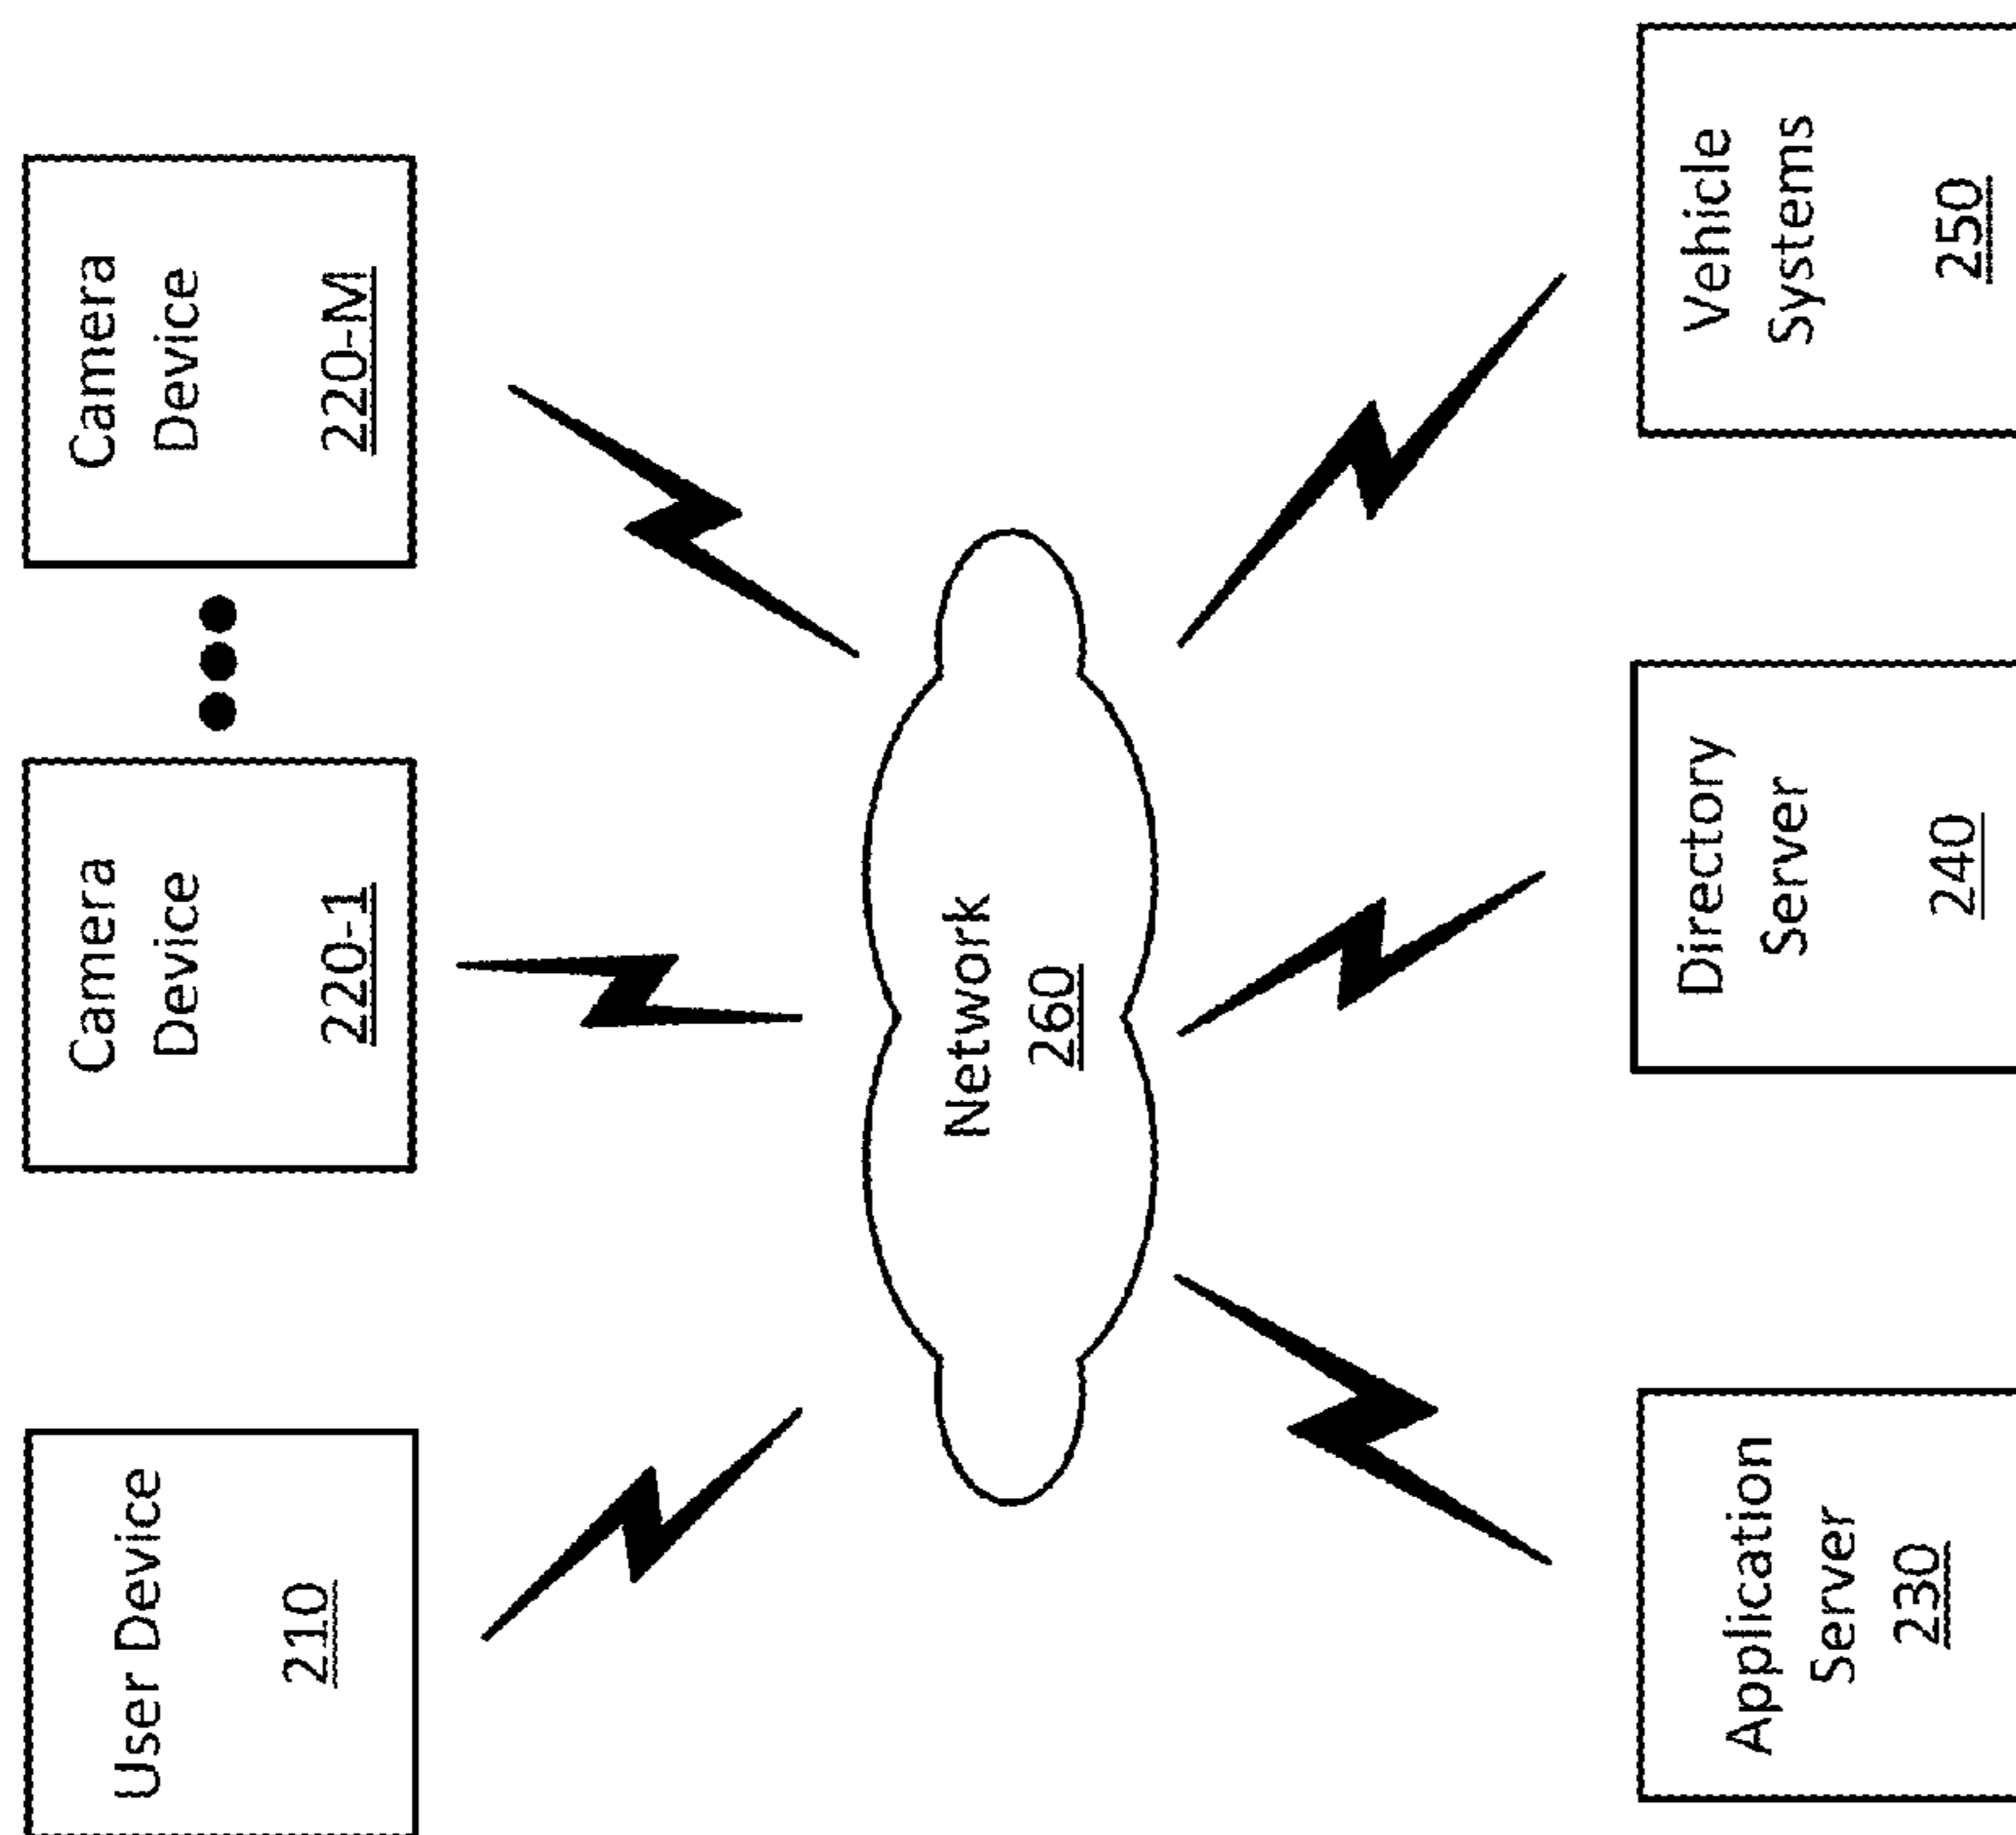 User Device
210
Camera
Device
220-1
Camera
Device
220-M
Network
260
Application
Server
230
Directory
Server
240
Vehicle
Systems
250